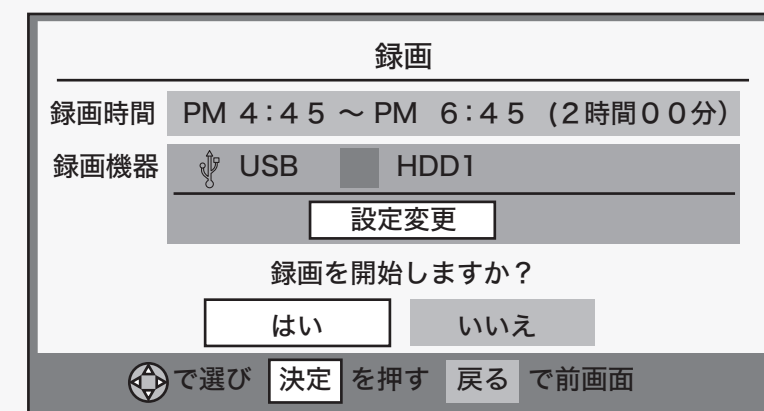 録画
録画時間 PM 4:45 ～ PM 6:45 (2時間00分)
録画機器 USB HDD1
設定変更
録画を開始しますか？
はい いいえ
で選び 決定 を押す 戻る で前画面